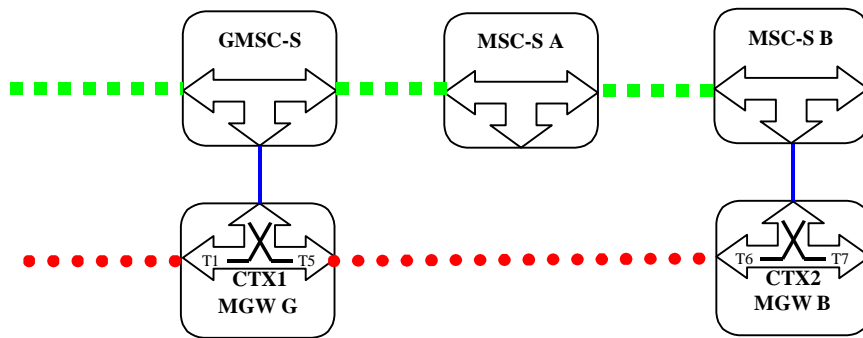 GMSC-S
MSC-S A
MSC-S B
T1 T5
CTX1
MGW G
T6 T7
CTX2
MGW B